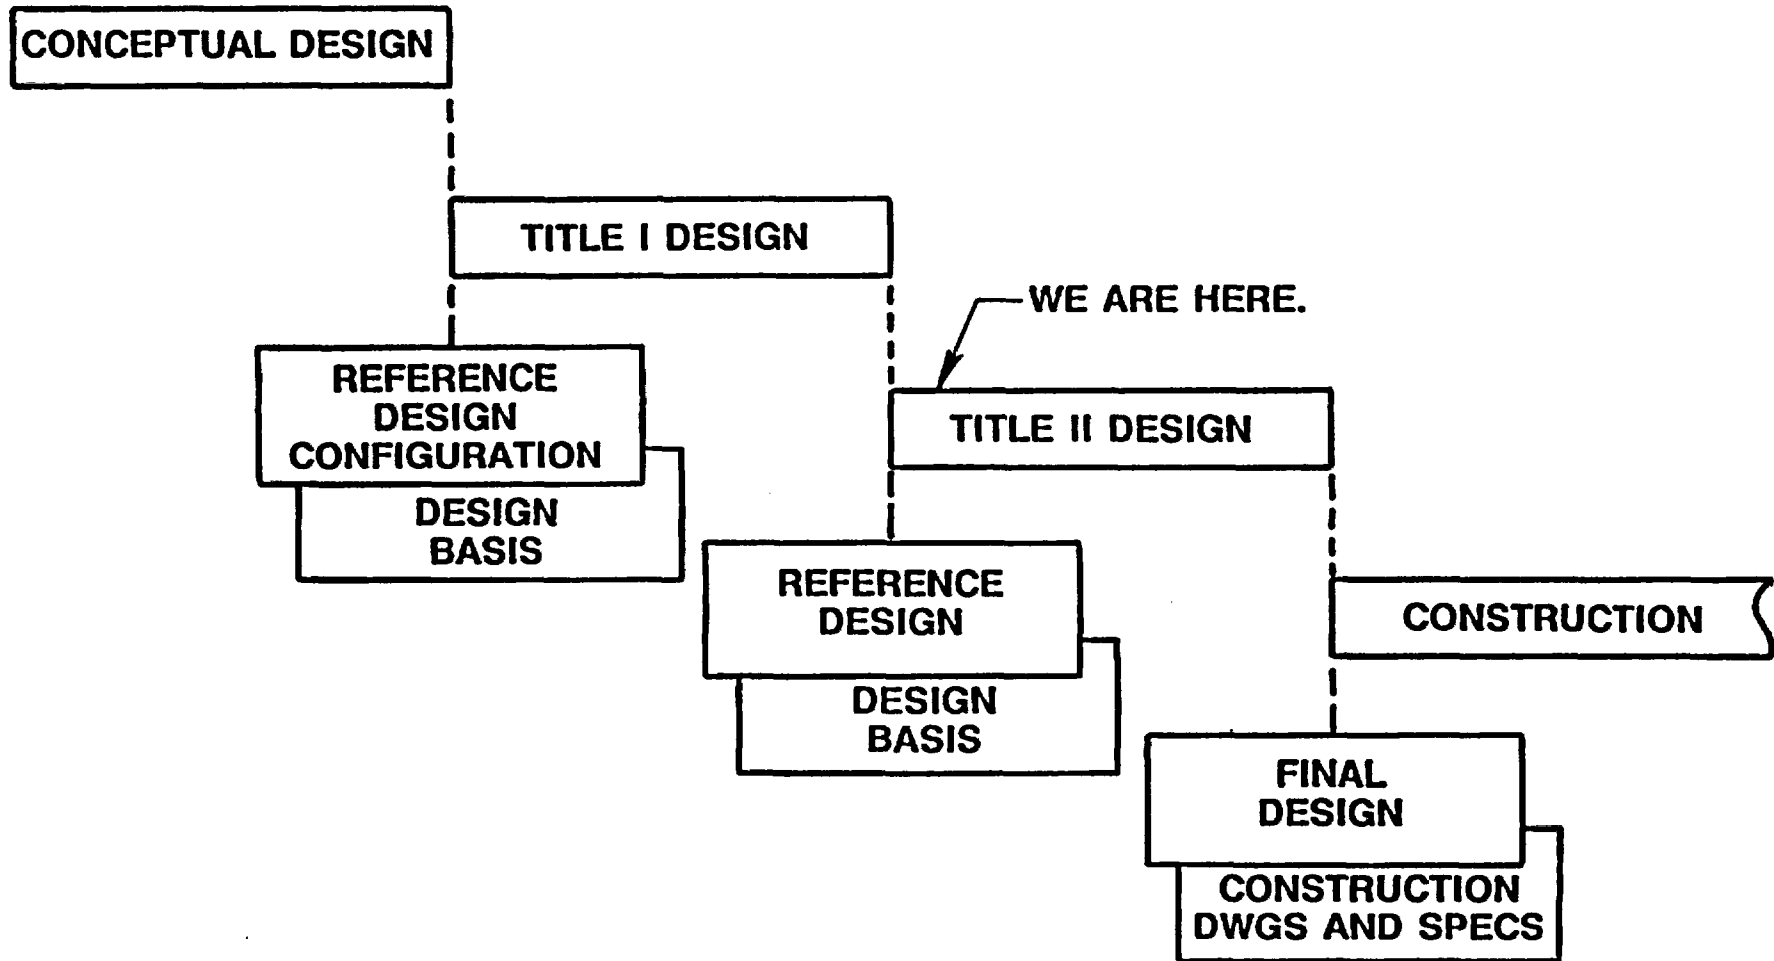 CONCEPTUAL DESIGN
TITLE I DESIGN
WE ARE HERE.
REFERENCE
DESIGN
CONFIGURATION
TITLE II DESIGN
DESIGN
BASIS
REFERENCE
DESIGN
CONSTRUCTION
DESIGN
BASIS
FINAL
DESIGN
CONSTRUCTION
DWGS AND SPECS